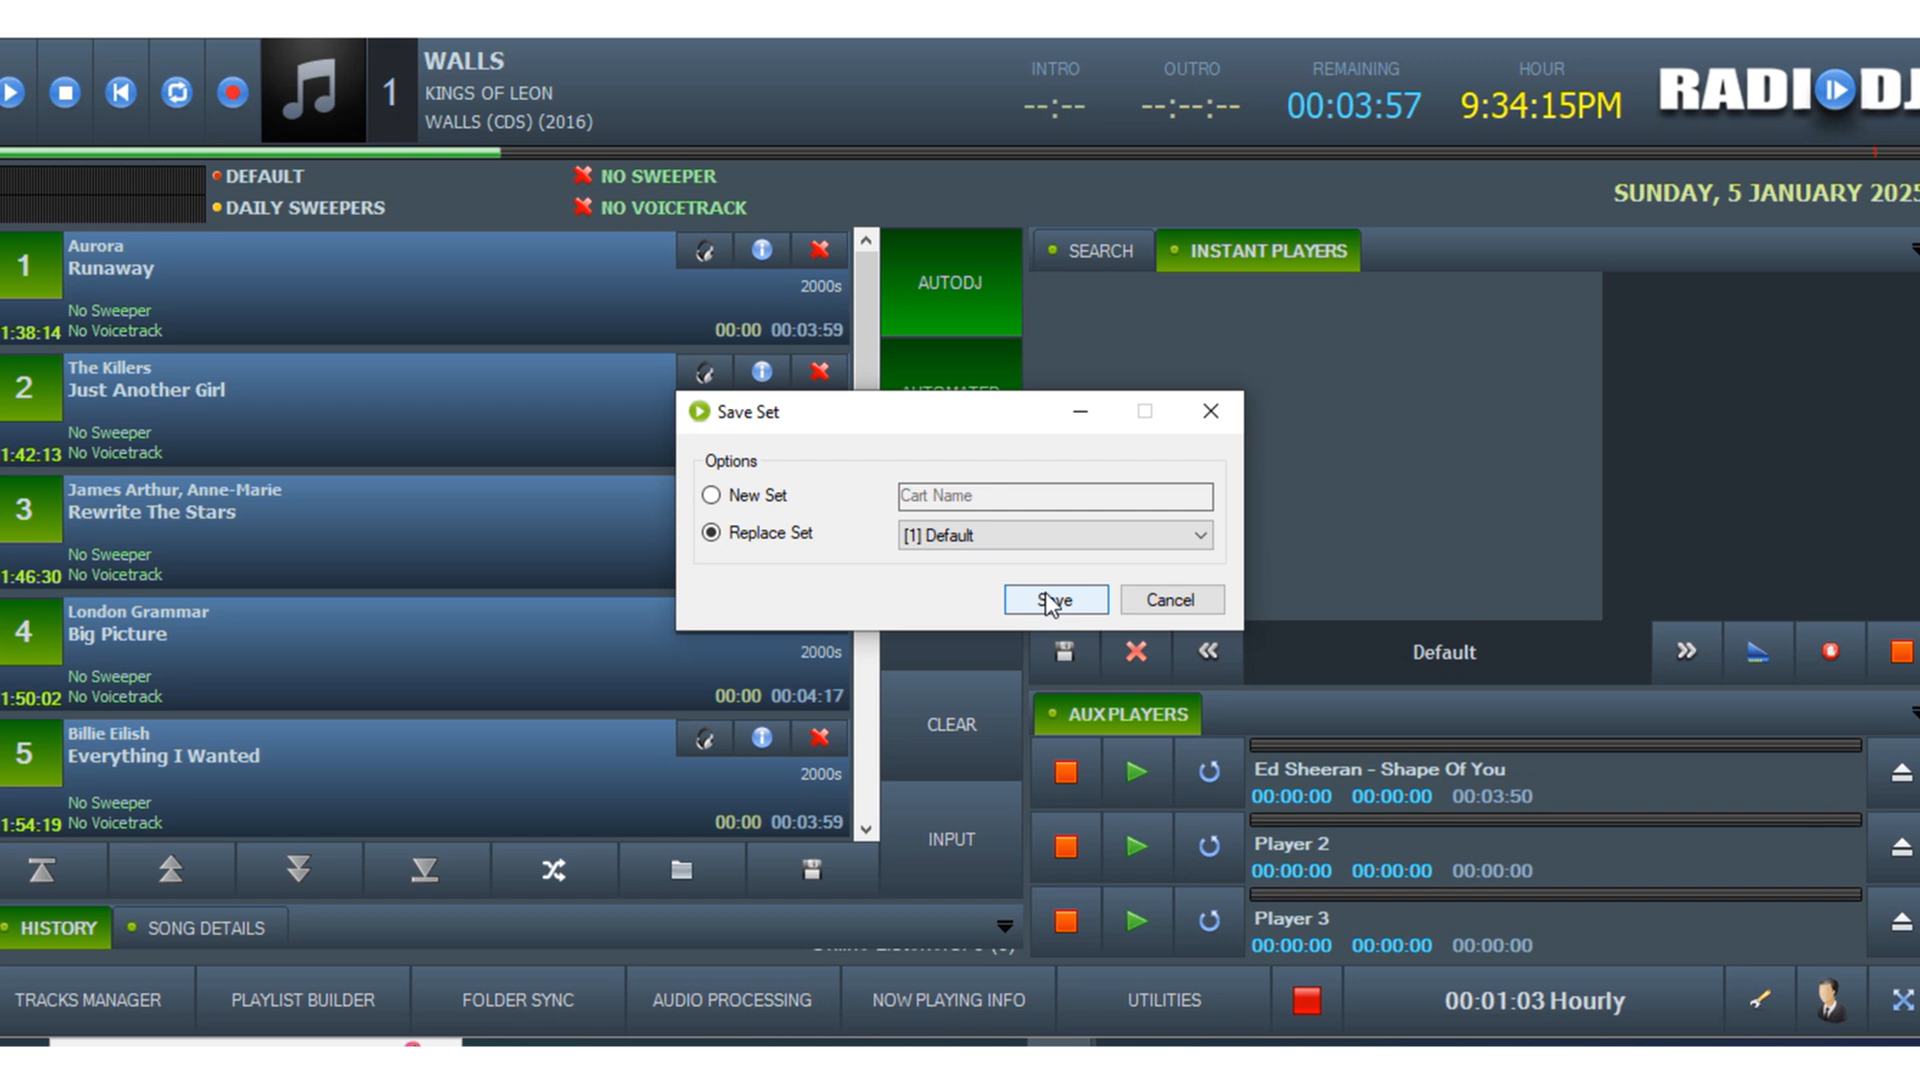 WALLS
KINGS OF LEON
WALLS (CDS) (2016)
1
INTRO
--:--
OUTRO
--:--:--
REMAINING
00:03:57
HOUR
9:34:15PM
RADIODJ
DEFAULT
DAILY SWEEPERS
NO SWEEPER
NO VOICETRACK
SUNDAY, 5 JANUARY 2025
1
Aurora
Runaway
2000s
No Sweeper
1:38:14 No Voicetrack
00:00 00:03:59
2
The Killers
Just Another Girl
No Sweeper
1:42:13 No Voicetrack
3
James Arthur, Anne-Marie
Rewrite The Stars
No Sweeper
1:46:30 No Voicetrack
4
London Grammar
Big Picture
2000s
No Sweeper
1:50:02 No Voicetrack
00:00 00:04:17
5
Billie Eilish
Everything I Wanted
2000s
No Sweeper
1:54:19 No Voicetrack
00:00 00:03:59
AUTODJ
CLEAR
INPUT
SEARCH
INSTANT PLAYERS
Save Set
Options
New Set
Cart Name
Replace Set
[1] Default
Save
Cancel
Default
AUX PLAYERS
Ed Sheeran - Shape Of You
00:00:00 00:00:00 00:03:50
Player 2
00:00:00 00:00:00 00:00:00
Player 3
00:00:00 00:00:00 00:00:00
HISTORY
SONG DETAILS
TRACKS MANAGER
PLAYLIST BUILDER
FOLDER SYNC
AUDIO PROCESSING
NOW PLAYING INFO
UTILITIES
00:01:03 Hourly